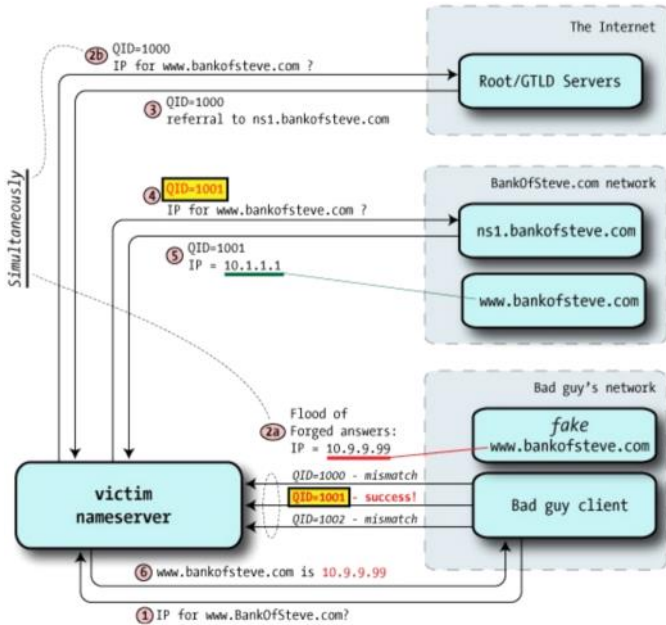 The Internet
2b QID=1000
IP for www.bankofsteve.com ?
Root/GTLD Servers
3 QID=1000
referral to ns1.bankofsteve.com
Simultaneously
BankOfSteve.com network
4 QID=1001
IP for www.bankofsteve.com ?
ns1.bankofsteve.com
5 QID=1001
IP = 10.1.1.1
www.bankofsteve.com
Bad guy's network
2a Flood of
Forged answers:
IP = 10.9.9.99
fake
www.bankofsteve.com
victim
nameserver
QID=1000 - mismatch
QID=1001 - success!
QID=1002 - mismatch
Bad guy client
6 www.bankofsteve.com is 10.9.9.99
1 IP for www.BankOfSteve.com?